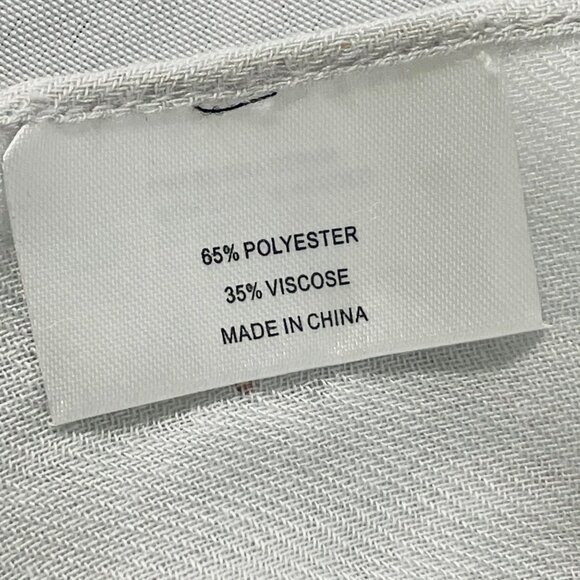 65% POLYESTER
35% VISCOSE
MADE IN CHINA